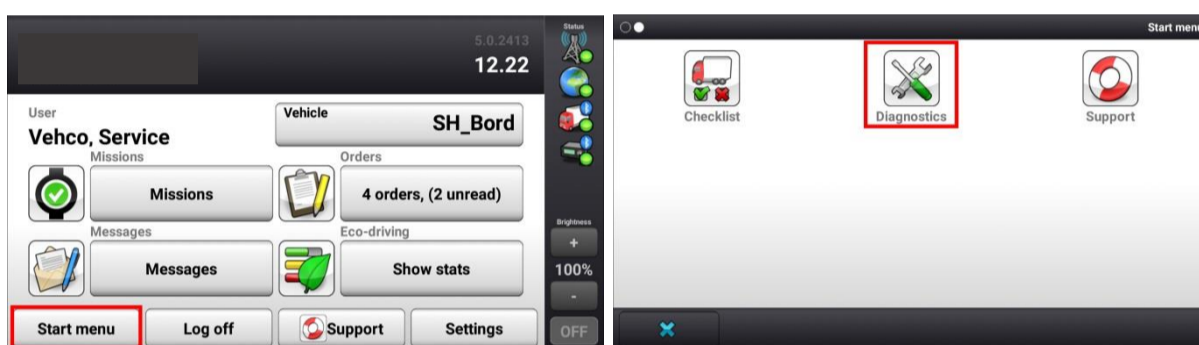 5.0.2413
12.22
User
Vehco, Service
Vehicle
SH_Bord
Missions
Missions
Orders
4 orders, (2 unread)
Messages
Messages
Eco-driving
Show stats
Start menu
Log off
Support
Settings
Status
Brightness
+
100%
-
OFF
Start menu
Checklist
Diagnostics
Support